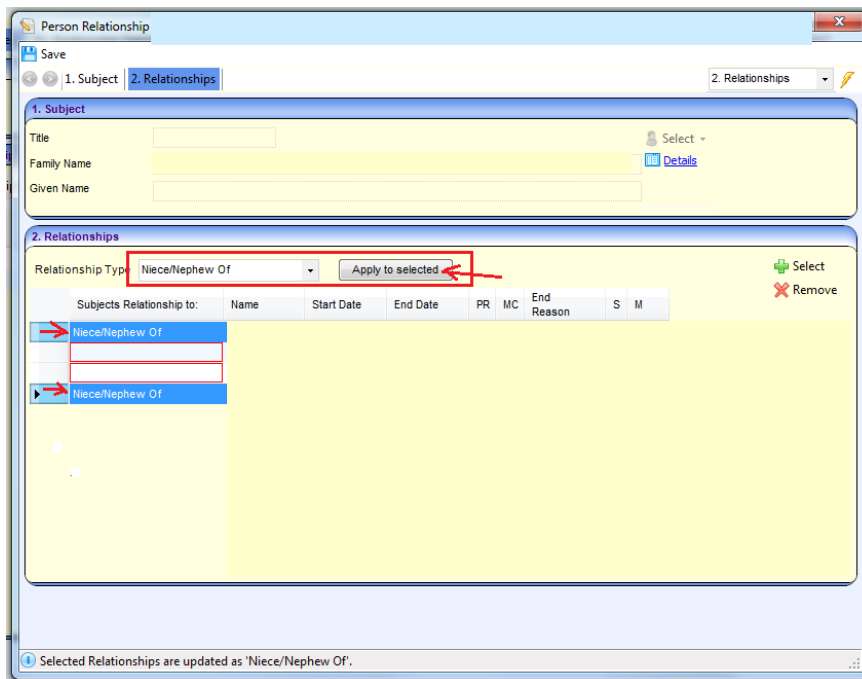 Person Relationship
Save
1. Subject 2. Relationships 2. Relationships
1. Subject
Title Select
Family Name Details
Given Name
2. Relationships
Relationship Type Niece/Nephew Of Apply to selected Select
Remove
Subjects Relationship to: Name Start Date End Date PR MC End Reason S M
Niece/Nephew Of
Niece/Nephew Of
Selected Relationships are updated as 'Niece/Nephew Of'.